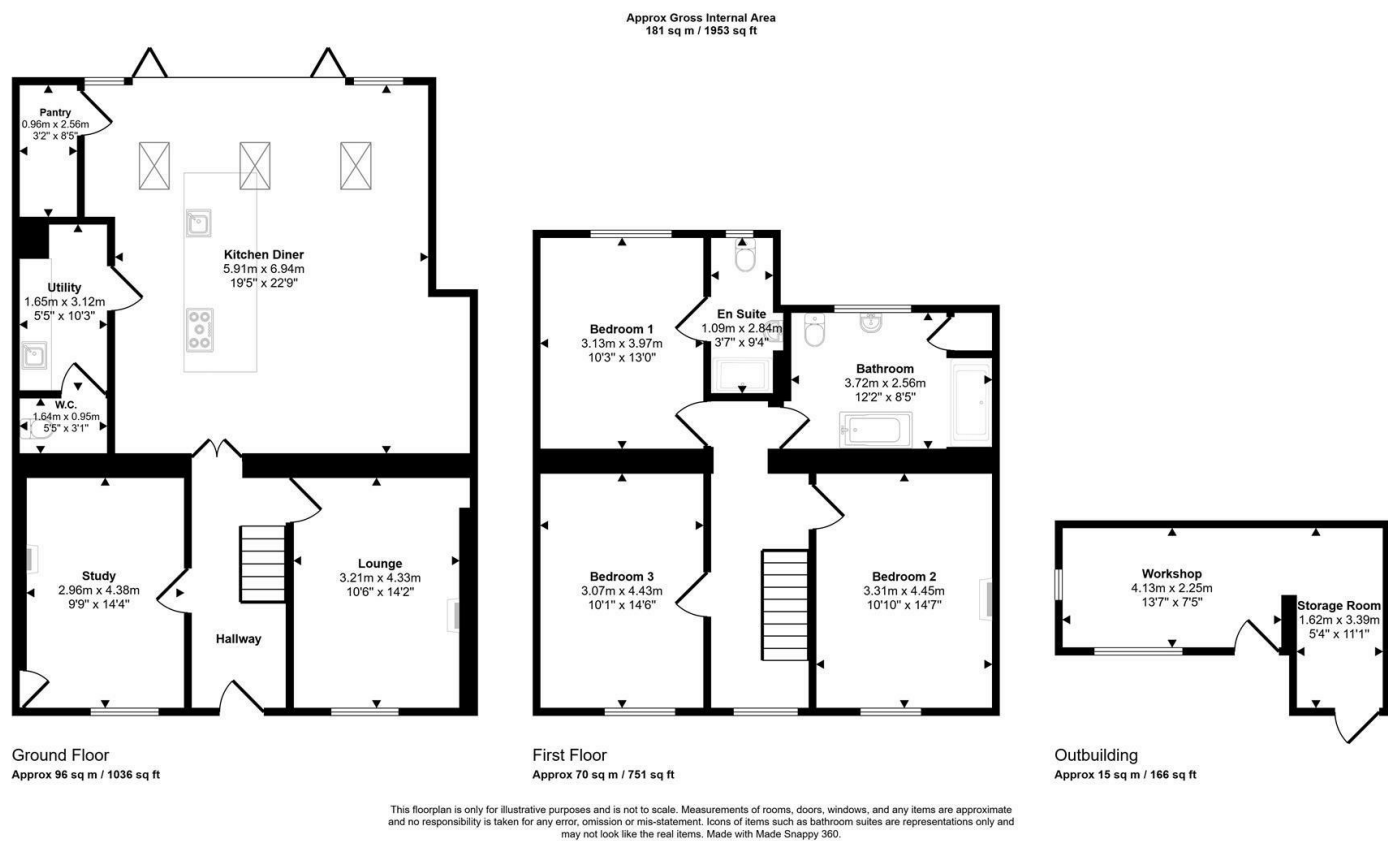 Approx Gross Internal Area
181 sq m / 1953 sq ft
Pantry
0.96m x 2.56m
3'2" x 8'5"
Kitchen Diner
5.91m x 6.94m
19'5" x 22'9"
Utility
1.65m x 3.12m
5'5" x 10'3"
W.C.
1.64m x 0.95m
5'5" x 3'1"
Study
2.96m x 4.38m
9'9" x 14'4"
Hallway
Lounge
3.21m x 4.33m
10'6" x 14'2"
Ground Floor
Approx 96 sq m / 1036 sq ft
Bedroom 1
3.13m x 3.97m
10'3" x 13'0"
En Suite
1.09m x 2.84m
3'7" x 9'4"
Bathroom
3.72m x 2.56m
12'2" x 8'5"
Bedroom 3
3.07m x 4.43m
10'1" x 14'6"
Bedroom 2
3.31m x 4.45m
10'10" x 14'7"
First Floor
Approx 70 sq m / 751 sq ft
Workshop
4.13m x 2.25m
13'7" x 7'5"
Storage Room
1.62m x 3.39m
5'4" x 11'1"
Outbuilding
Approx 15 sq m / 166 sq ft
This floorplan is only for illustrative purposes and is not to scale. Measurements of rooms, doors, windows, and any items are approximate
and no responsibility is taken for any error, omission or mis-statement. Icons of items such as bathroom suites are representations only and
may not look like the real items. Made with Made Snappy 360.